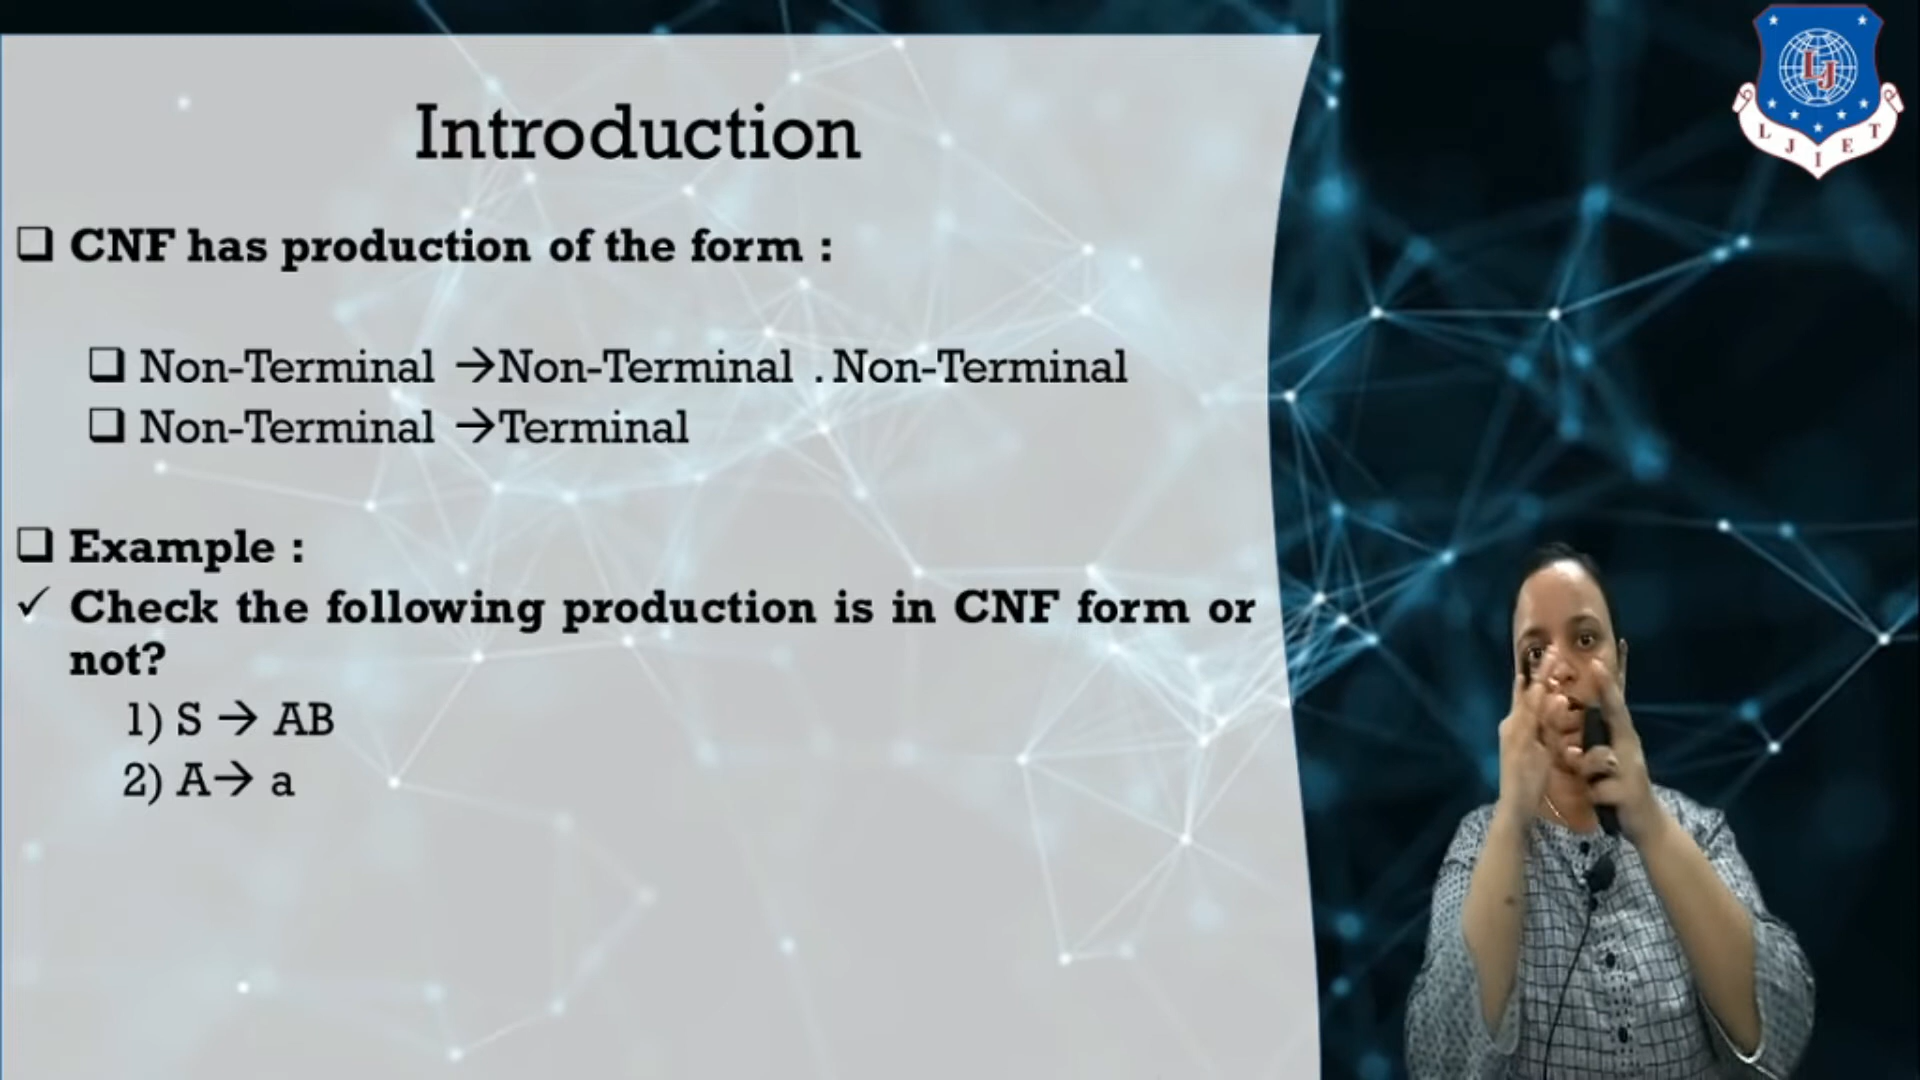 Introduction
❑ CNF has production of the form :
❑ Non-Terminal →Non-Terminal . Non-Terminal
❑ Non-Terminal →Terminal
❑ Example :
✓ Check the following production is in CNF form or
not?
1) S → AB
2) A→ a
LJ
L J I E T